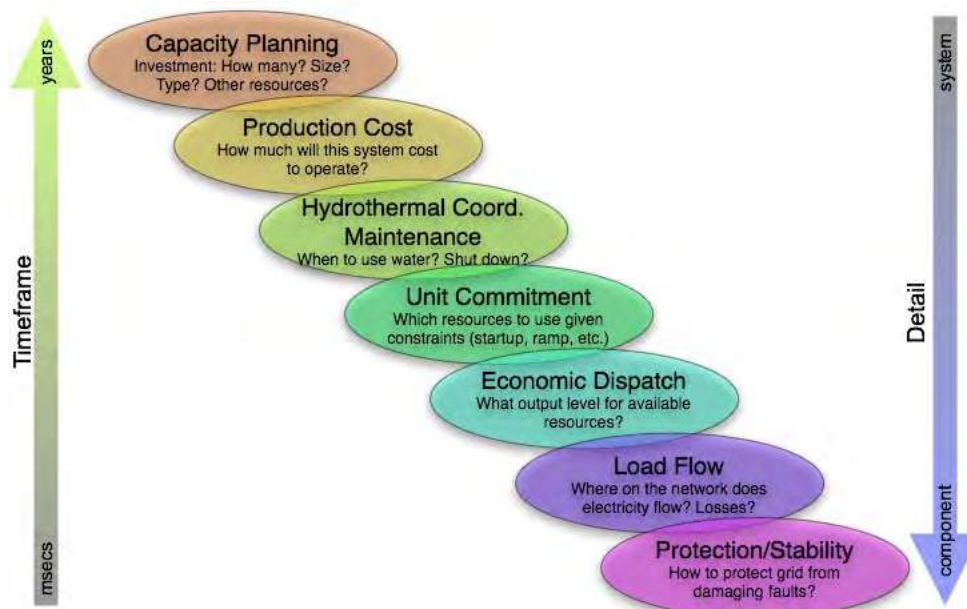 years
Timeframe
msecs
Capacity Planning
Investment: How many? Size?
Type? Other resources?
Production Cost
How much will this system cost
to operate?
Hydrothermal Coord.
Maintenance
When to use water? Shut down?
Unit Commitment
Which resources to use given
constraints (startup, ramp, etc.)
Economic Dispatch
What output level for available
resources?
Load Flow
Where on the network does
electricity flow? Losses?
Protection/Stability
How to protect grid from
damaging faults?
system
Detail
component